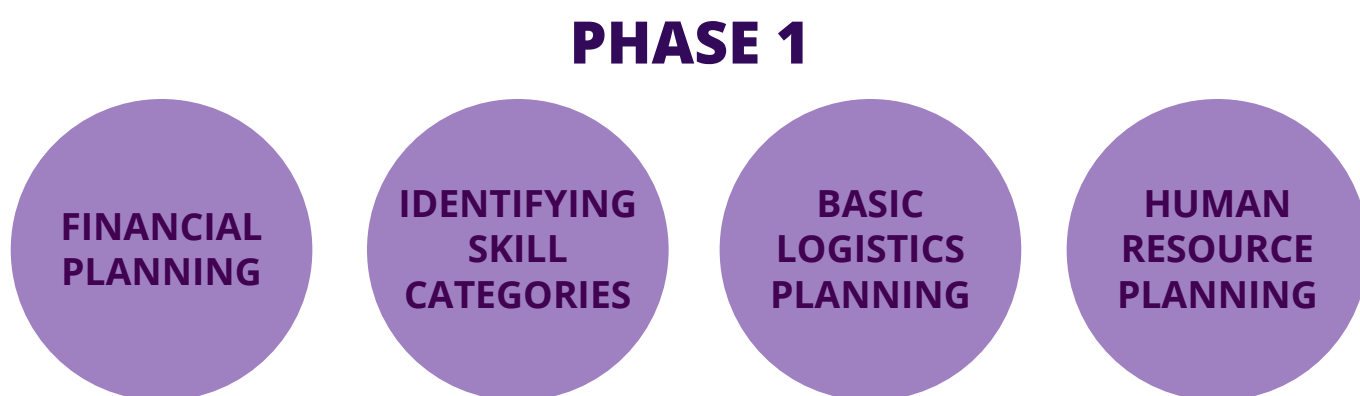 PHASE 1
FINANCIAL
PLANNING
IDENTIFYING
SKILL
CATEGORIES
BASIC
LOGISTICS
PLANNING
HUMAN
RESOURCE
PLANNING